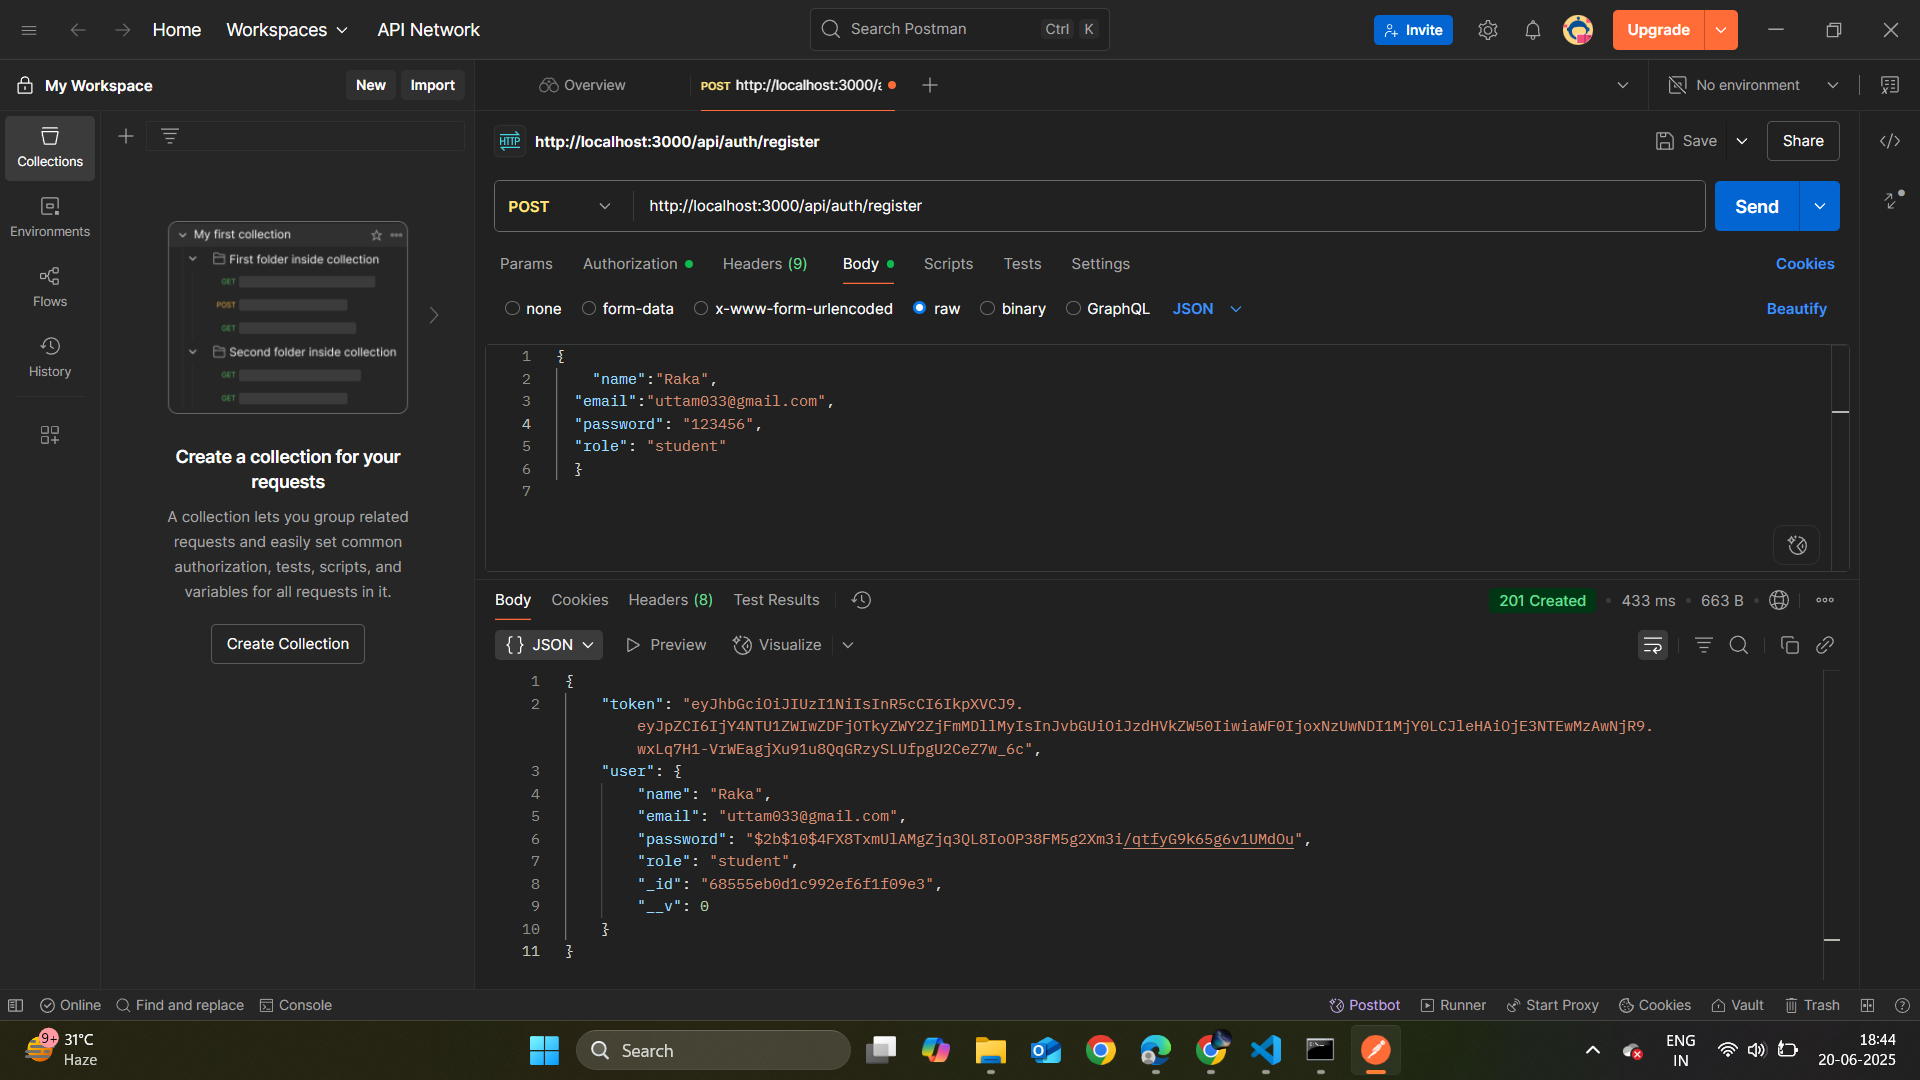 Home
Workspaces
API Network
Search Postman
Ctrl K
Invite
Upgrade
My Workspace
New
Import
Overview
POST http://localhost:3000/a
No environment
Collections
Environments
Flows
History
My first collection
First folder inside collection
GET
POST
GET
Second folder inside collection
GET
GET
Create a collection for your
requests
A collection lets you group related
requests and easily set common
authorization, tests, scripts, and
variables for all requests in it.
Create Collection
HTTP http://localhost:3000/api/auth/register
Save
Share
POST
http://localhost:3000/api/auth/register
Send
Params
Authorization
Headers (9)
Body
Scripts
Tests
Settings
Cookies
none
form-data
x-www-form-urlencoded
raw
binary
GraphQL
JSON
Beautify
1 {
2 "name":"Raka",
3 "email":"uttam033@gmail.com",
4 "password": "123456",
5 "role": "student"
6 }
7
Body
Cookies
Headers (8)
Test Results
201 Created
433 ms
663 B
{} JSON
Preview
Visualize
1 {
2 "token": "eyJhbGciOiJIUzI1NiIsInR5cCI6IkpXVCJ9.
eyJpZCI6IjY4NTU1ZWIwZDFjOTkyZWY2ZjFmMDllMyIsInJvbGUiOiJzdHVkZW50IiwiaWF0IjoxNzUwNDI1MjY0LCJleHAiOjE3NTEwMzAwNjR9.
wxLq7H1-VrWEagjXu91u8QqGRzySLUfpgU2CeZ7w_6c",
3 "user": {
4 "name": "Raka",
5 "email": "uttam033@gmail.com",
6 "password": "$2b$10$4FX8TxmUlAMgZjq3QL8IoOP38FM5g2Xm3i/qtfyG9k65g6v1UMdOu",
7 "role": "student",
8 "_id": "68555eb0d1c992ef6f1f09e3",
9 "__v": 0
10 }
11 }
Online
Find and replace
Console
Postbot
Runner
Start Proxy
Cookies
Vault
Trash
9+
31°C
Haze
Search
ENG
IN
18:44
20-06-2025